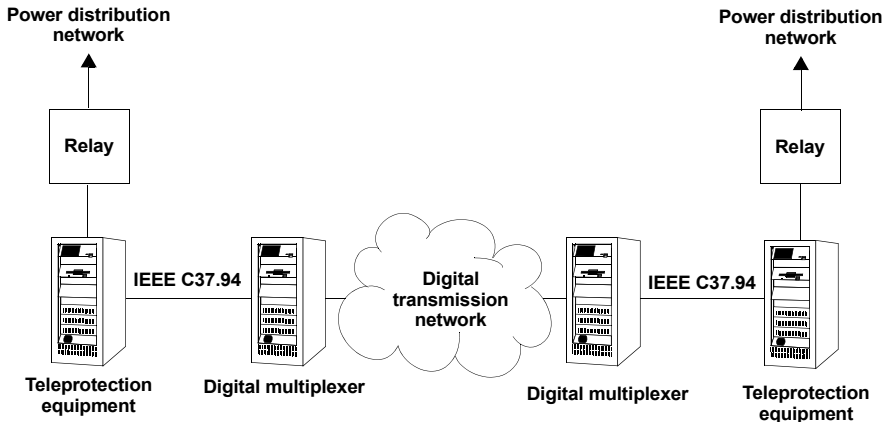 Power distribution
network
Power distribution
network
Relay
Relay
IEEE C37.94
Digital
transmission
network
IEEE C37.94
Teleprotection
equipment
Digital multiplexer
Digital multiplexer
Teleprotection
equipment